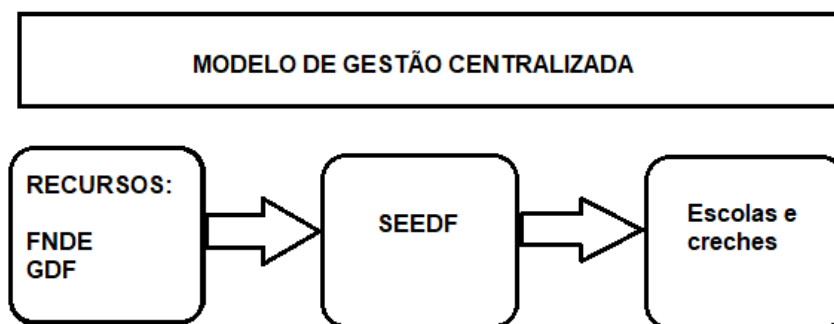 MODELO DE GESTÃO CENTRALIZADA
RECURSOS:
FNDE
GDF
SEEDF
Escolas e
creches